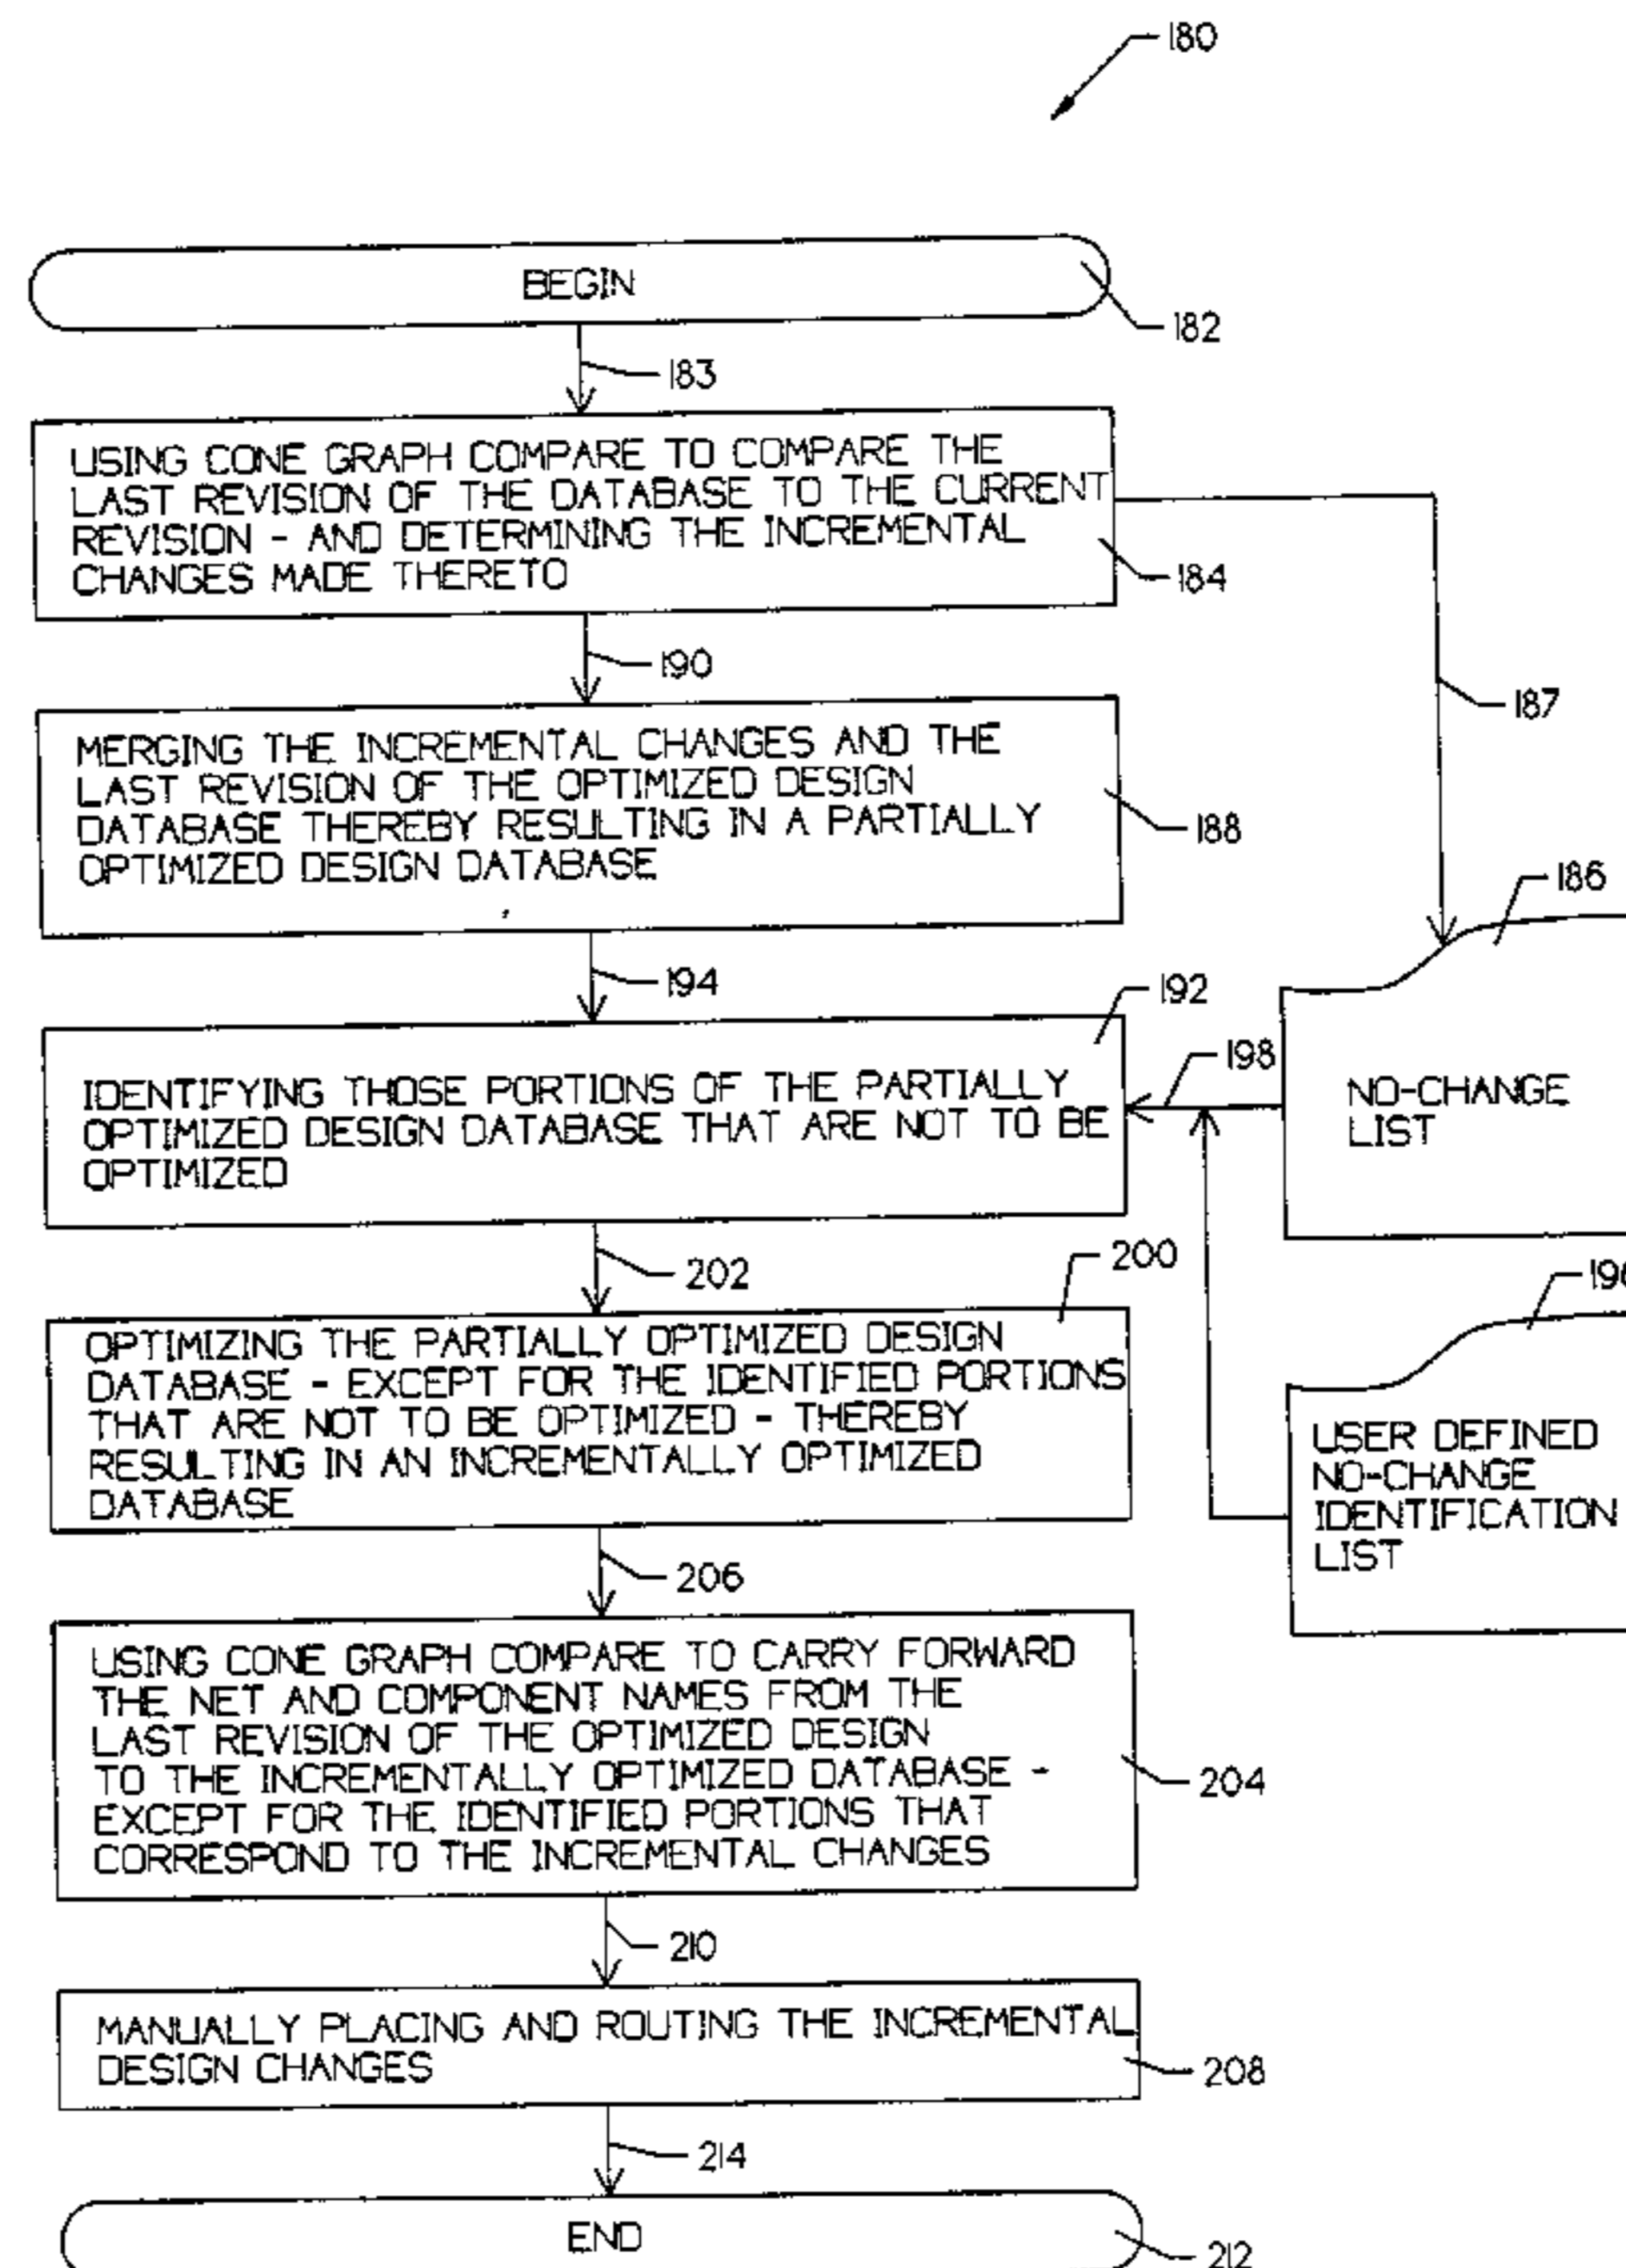 180
BEGIN
182
183
USING CONE GRAPH COMPARE TO COMPARE THE
LAST REVISION OF THE DATABASE TO THE CURRENT
REVISION - AND DETERMINING THE INCREMENTAL
CHANGES MADE THERETO
184
190
187
MERGING THE INCREMENTAL CHANGES AND THE
LAST REVISION OF THE OPTIMIZED DESIGN
DATABASE THEREBY RESULTING IN A PARTIALLY
OPTIMIZED DESIGN DATABASE
188
186
194
192
198
NO-CHANGE
LIST
IDENTIFYING THOSE PORTIONS OF THE PARTIALLY
OPTIMIZED DESIGN DATABASE THAT ARE NOT TO BE
OPTIMIZED
202
200
OPTIMIZING THE PARTIALLY OPTIMIZED DESIGN
DATABASE - EXCEPT FOR THE IDENTIFIED PORTIONS
THAT ARE NOT TO BE OPTIMIZED - THEREBY
RESULTING IN AN INCREMENTALLY OPTIMIZED
DATABASE
USER DEFINED
NO-CHANGE
IDENTIFICATION
LIST
206
USING CONE GRAPH COMPARE TO CARRY FORWARD
THE NET AND COMPONENT NAMES FROM THE
LAST REVISION OF THE OPTIMIZED DESIGN
TO THE INCREMENTALLY OPTIMIZED DATABASE -
EXCEPT FOR THE IDENTIFIED PORTIONS THAT
CORRESPOND TO THE INCREMENTAL CHANGES
204
210
MANUALLY PLACING AND ROUTING THE INCREMENTAL
DESIGN CHANGES
208
214
END
212